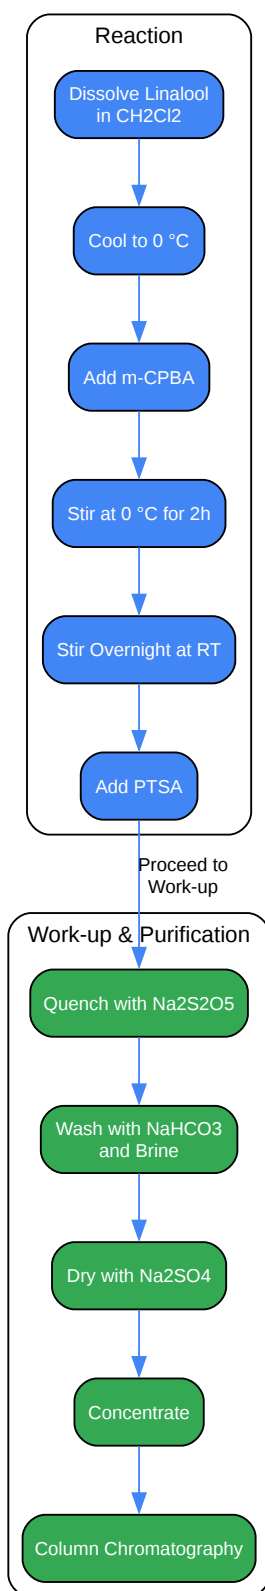 Reaction
Dissolve Linalool
in CH2Cl2
Cool to 0 °C
Add m-CPBA
Stir at 0 °C for 2h
Stir Overnight at RT
Add PTSA
Proceed to
Work-up
Work-up & Purification
Quench with Na2S2O5
Wash with NaHCO3
and Brine
Dry with Na2SO4
Concentrate
Column Chromatography